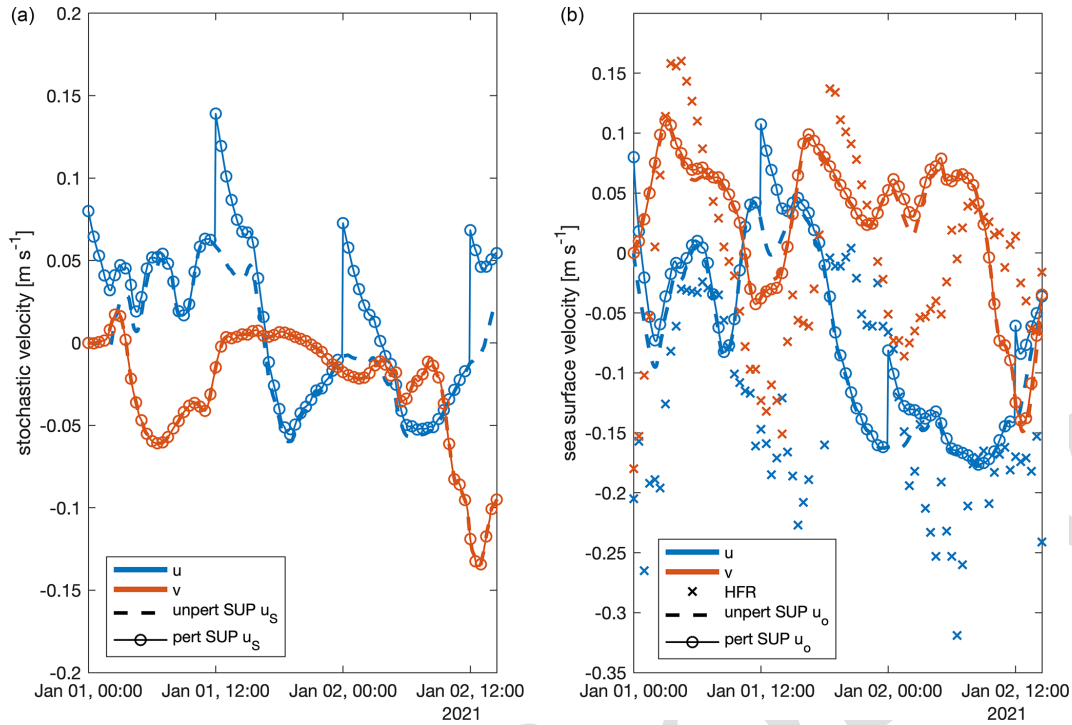 (a)
stochastic velocity [m s⁻¹]
0.2
0.15
0.1
0.05
0
-0.05
-0.1
-0.15
-0.2
u
v
unpert SUP u_S
pert SUP u_S
Jan 01, 00:00 Jan 01, 12:00 Jan 02, 00:00 Jan 02, 12:00
2021
(b)
sea surface velocity [m s⁻¹]
0.15
0.1
0.05
0
-0.05
-0.1
-0.15
-0.2
-0.25
-0.3
-0.35
u
v
HFR
unpert SUP u_o
pert SUP u_o
Jan 01, 00:00 Jan 01, 12:00 Jan 02, 00:00 Jan 02, 12:00
2021